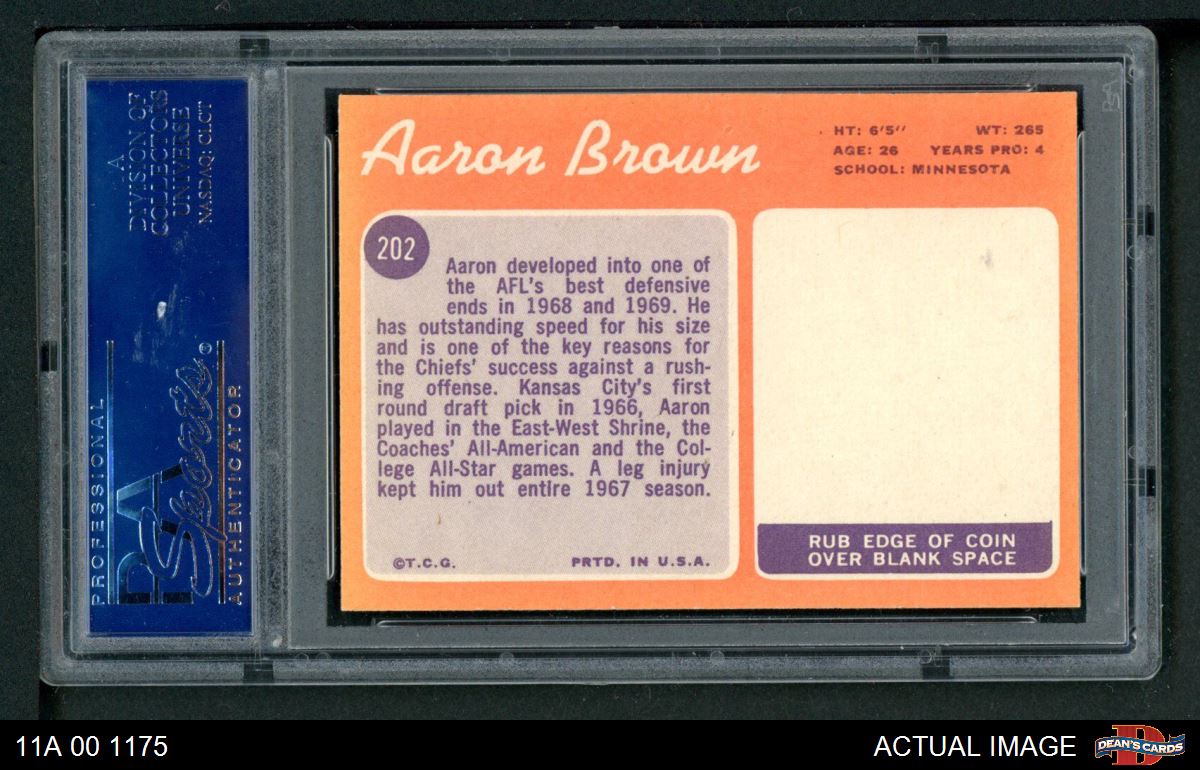 A
DIVISION OF
COLLECTORS
UNIVERSE
NASDAQ: CLCT
PROFESSIONAL
PSA
Sports®
AUTHENTICATOR
Aaron Brown
HT: 6'5" WT: 265
AGE: 26 YEARS PRO: 4
SCHOOL: MINNESOTA
202
Aaron developed into one of
the AFL's best defensive
ends in 1968 and 1969. He
has outstanding speed for his size
and is one of the key reasons for
the Chiefs' success against a rush-
ing offense. Kansas City's first
round draft pick in 1966, Aaron
played in the East-West Shrine, the
Coaches' All-American and the Col-
lege All-Star games. A leg injury
kept him out entire 1967 season.
©T.C.G. PRTD. IN U.S.A.
RUB EDGE OF COIN
OVER BLANK SPACE
11A 00 1175
ACTUAL IMAGE
D
DEAN'S CARDS